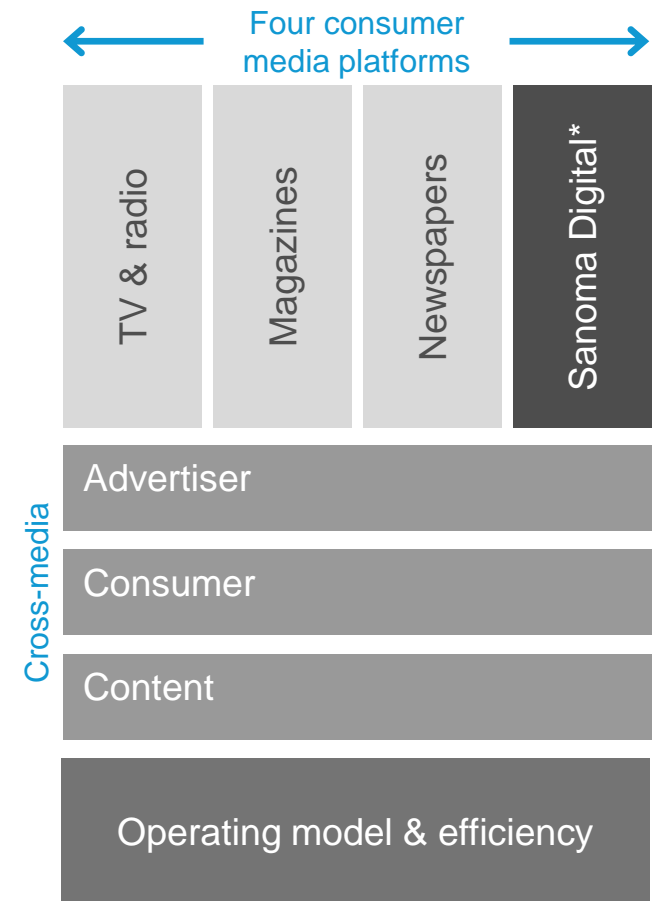 Four consumer
media platforms
TV & radio
Magazines
Newspapers
Sanoma Digital*
Cross-media
Advertiser
Consumer
Content
Operating model & efficiency